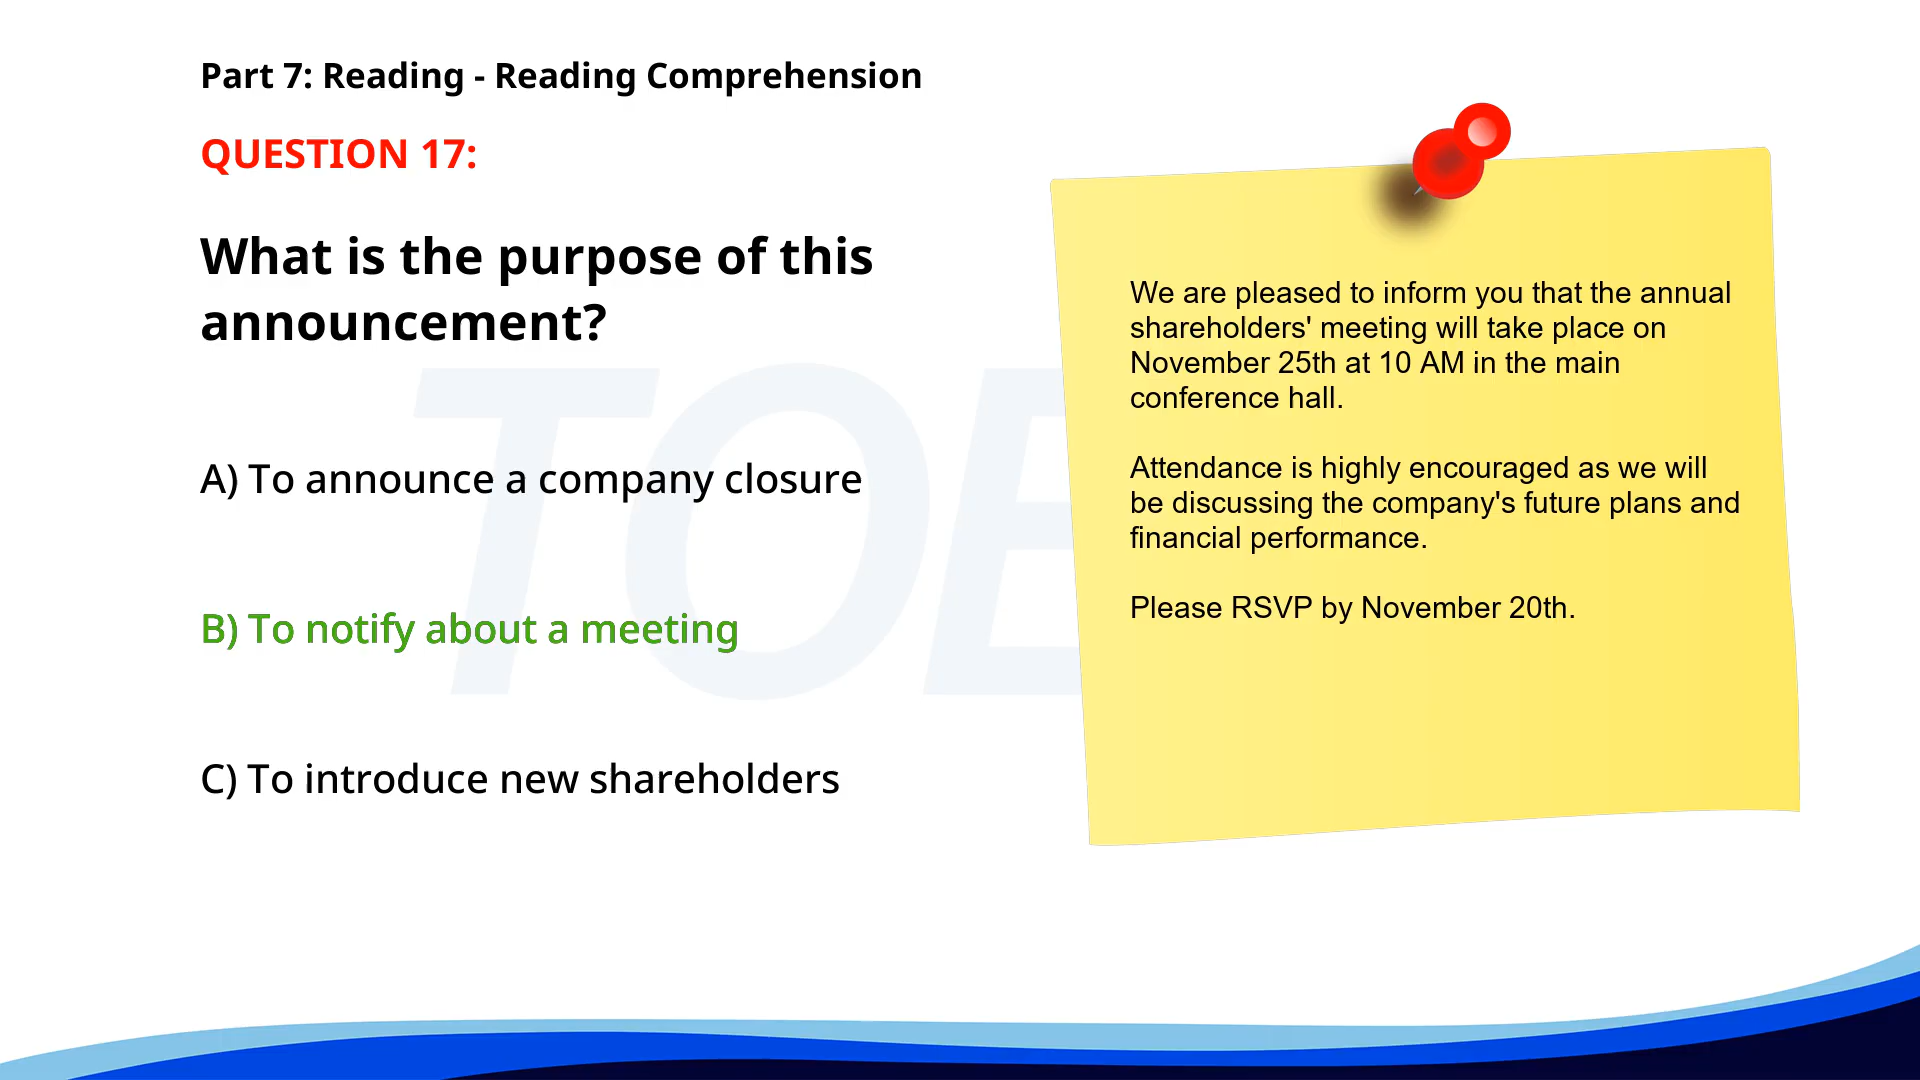 Part 7: Reading - Reading Comprehension
QUESTION 17:
What is the purpose of this
announcement?
A) To announce a company closure
B) To notify about a meeting
C) To introduce new shareholders
We are pleased to inform you that the annual
shareholders' meeting will take place on
November 25th at 10 AM in the main
conference hall.
Attendance is highly encouraged as we will
be discussing the company's future plans and
financial performance.
Please RSVP by November 20th.